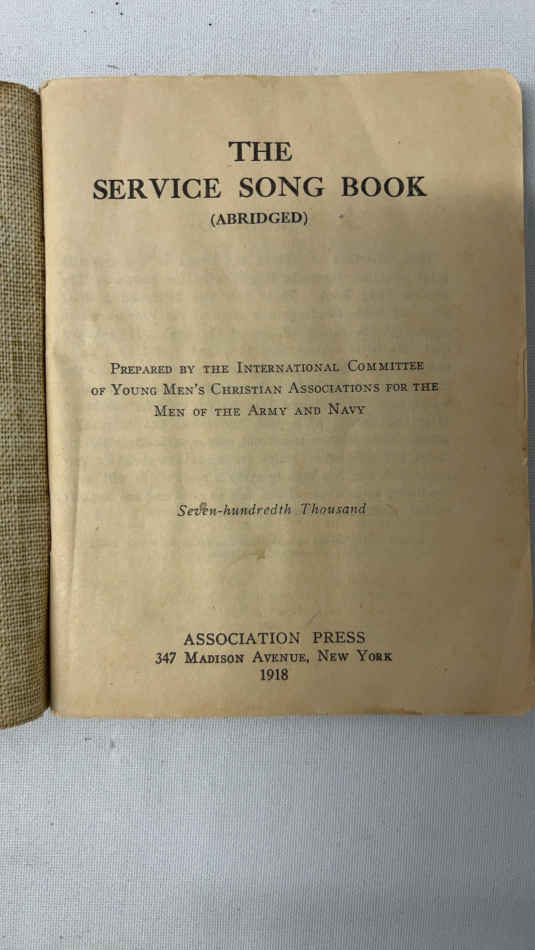 THE
SERVICE SONG BOOK
(ABRIDGED)
PREPARED BY THE INTERNATIONAL COMMITTEE
OF YOUNG MEN'S CHRISTIAN ASSOCIATIONS FOR THE
MEN OF THE ARMY AND NAVY
Seven-hundredth Thousand
ASSOCIATION PRESS
347 MADISON AVENUE, NEW YORK
1918